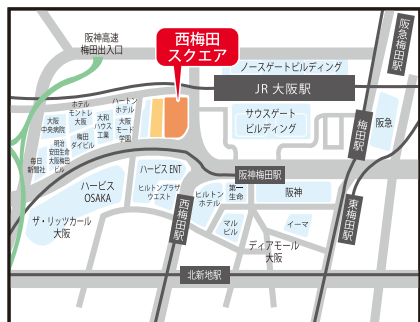 阪神高速
梅田出入口
西梅田
スクエア
阪急梅田駅
ノースゲートビルディング
JR 大阪駅
ホテル
モントレ
大阪
ハートン
ホテル
大阪
中央病院
大和
ハウス
工業
大阪
モード
学園
サウスゲート
ビルディング
梅田駅
阪急
明治
安田生命
大阪梅田
ビル
梅田
ダイビル
毎日
新聞社
ハービス ENT
阪神梅田駅
ハービス
OSAKA
ヒルトンプラザ
ウエスト
西梅田駅
ヒルトン
ホテル
第一
生命
阪神
東梅田駅
ザ・リッツカールトン
大阪
マル
ビル
イーマ
ディアモール
大阪
北新地駅